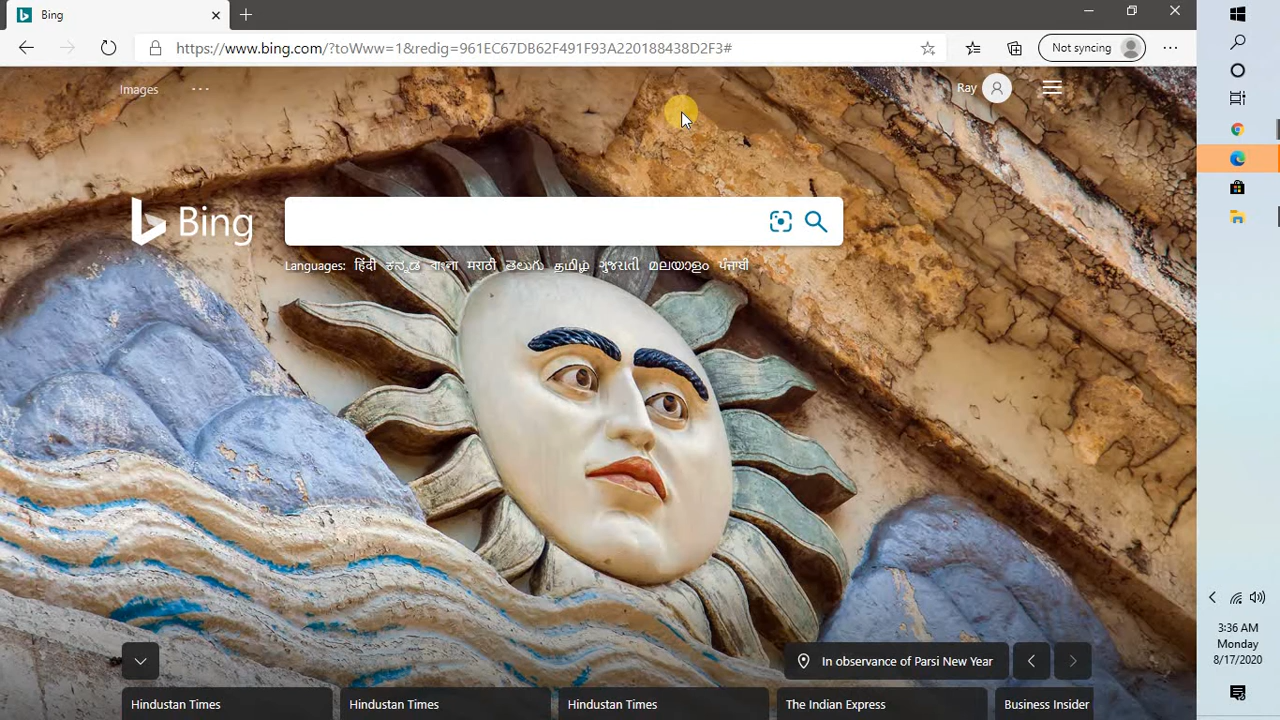 Bing
https://www.bing.com/?toWww=1&redig=961EC67DB62F491F93A220188438D2F3#
Not syncing
Images
Ray
Bing
Languages: हिंदी ಕನ್ನಡ বাংলা मराठी తెలుగు தமிழ் ગુજરાતી മലയാളം ਪੰਜਾਬੀ
In observance of Parsi New Year
Hindustan Times
Hindustan Times
Hindustan Times
The Indian Express
Business Insider
3:36 AM
Monday
8/17/2020